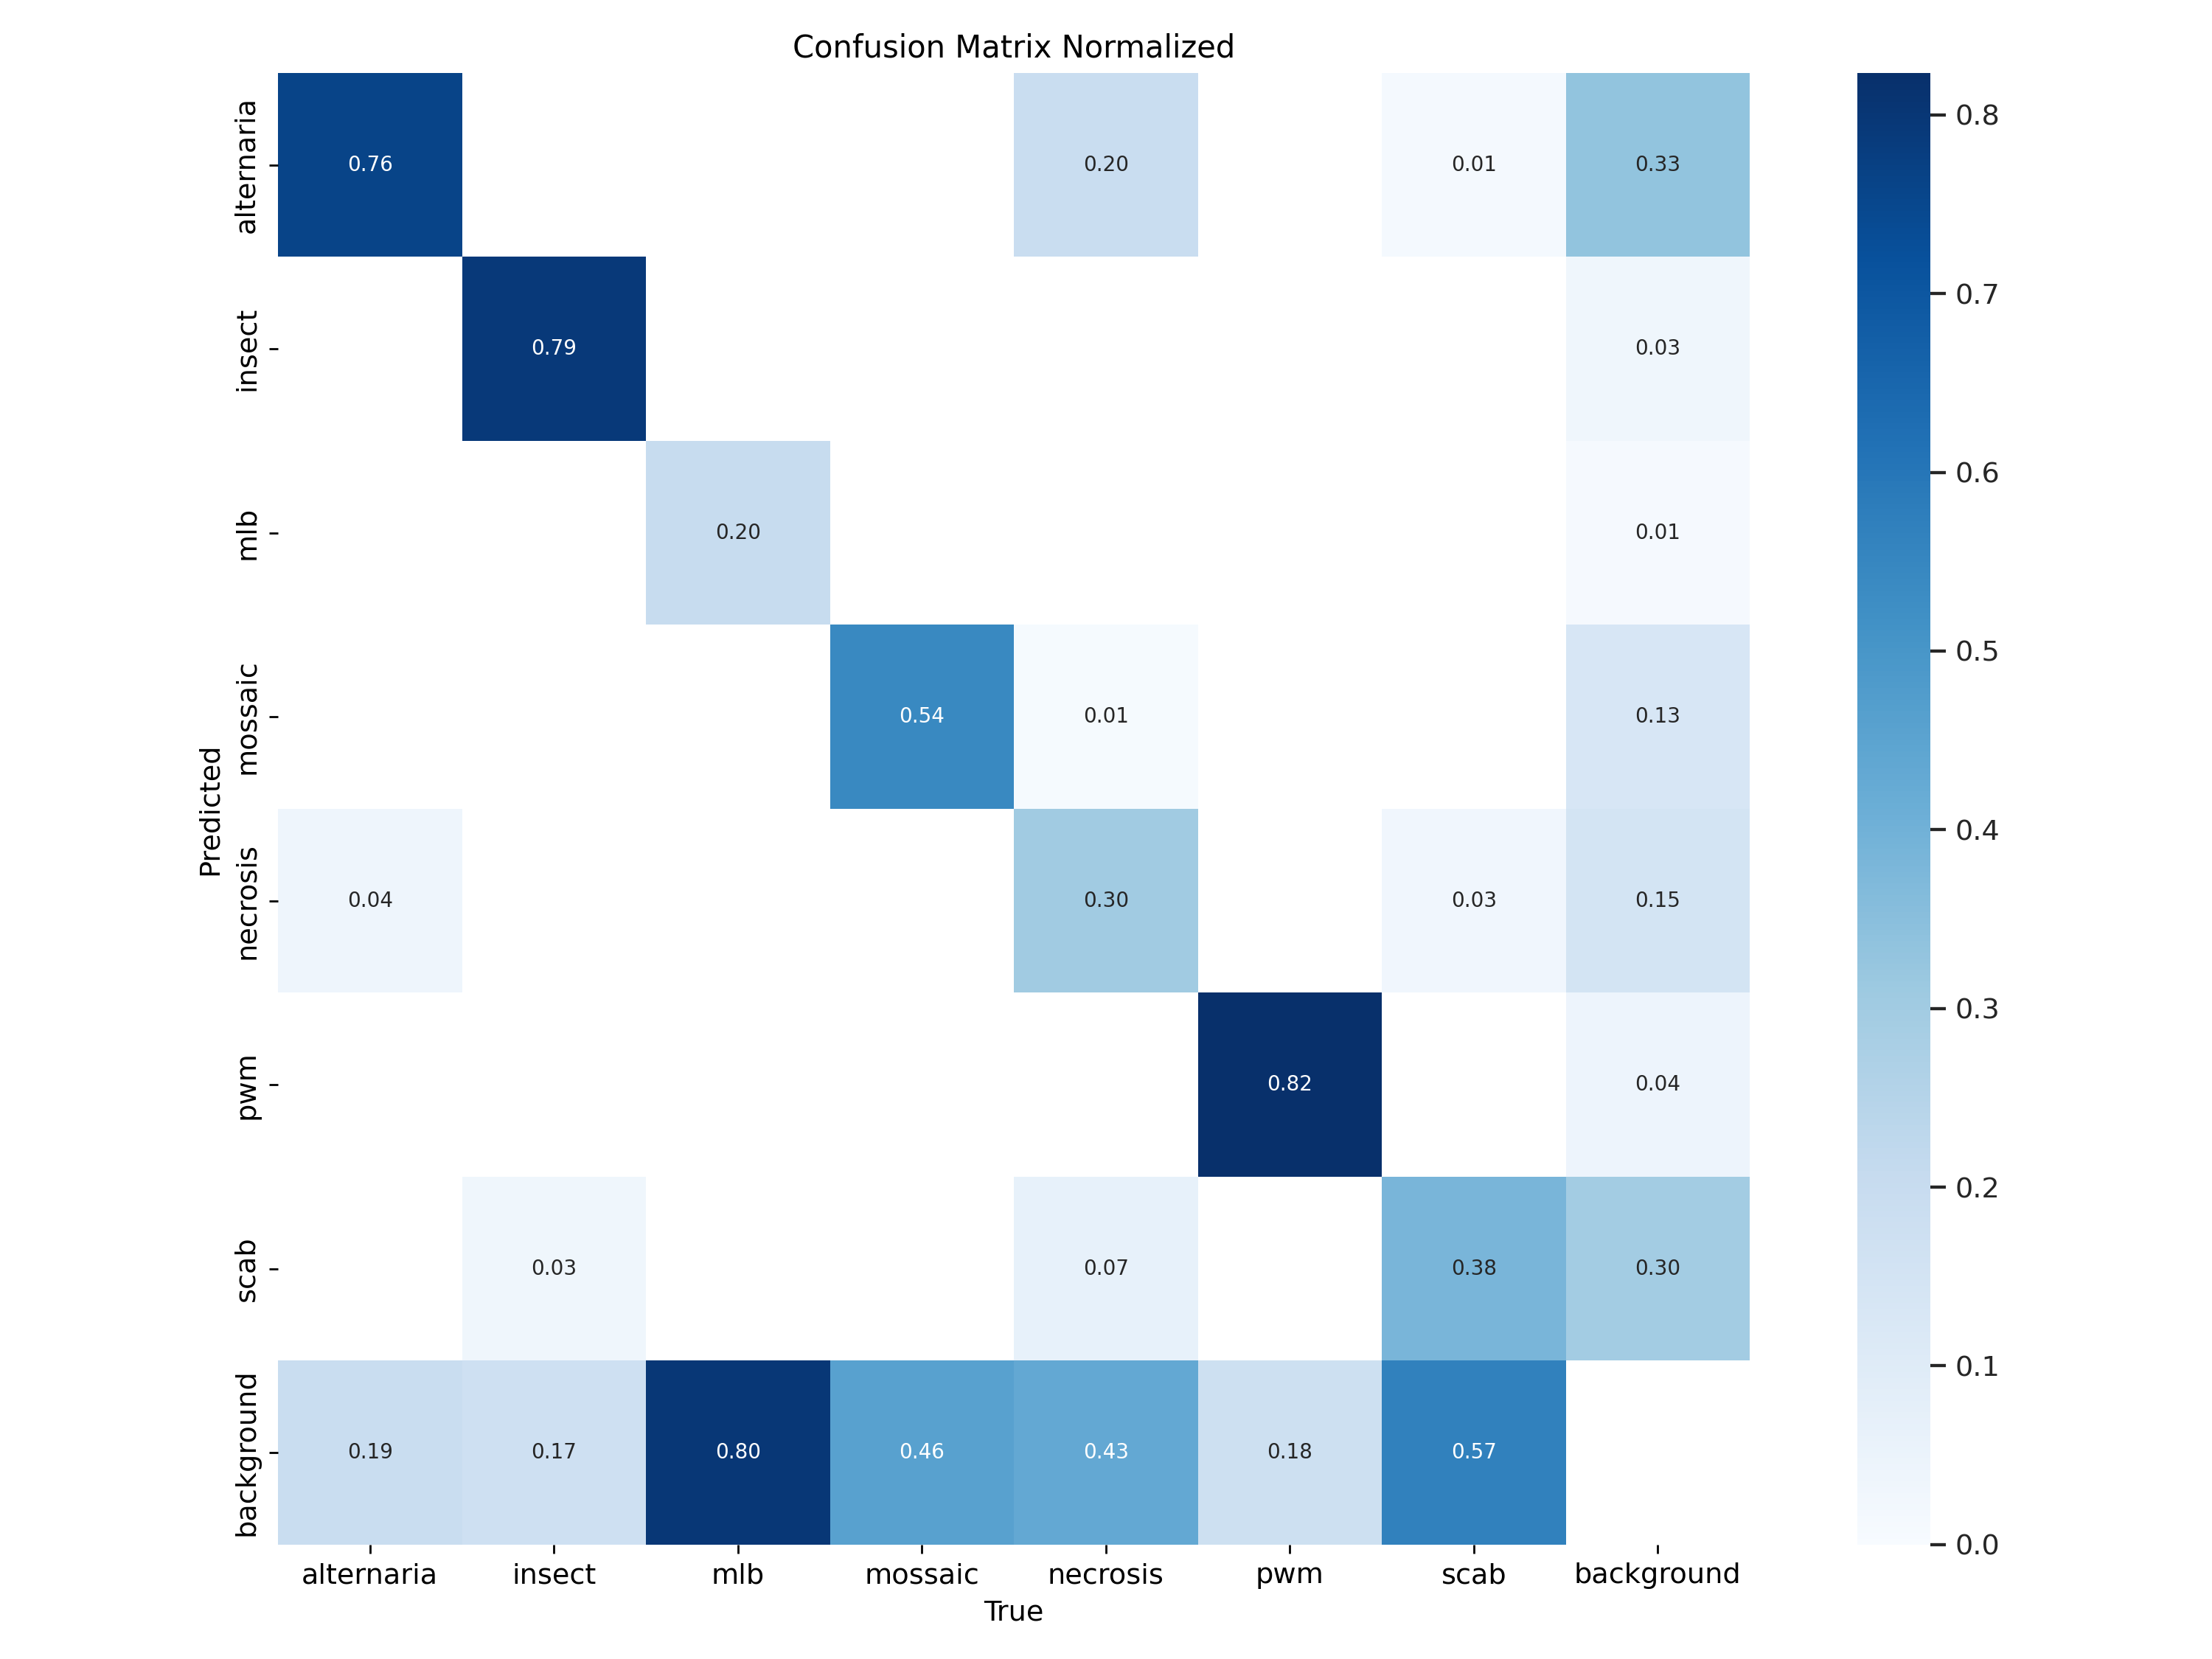 Confusion Matrix Normalized
alternaria 0.76 0.20 0.01 0.33
insect 0.79 0.03
mlb 0.20 0.01
mossaic 0.54 0.01 0.13
necrosis 0.04 0.30 0.03 0.15
pwm 0.82 0.04
scab 0.03 0.07 0.38 0.30
background 0.19 0.17 0.80 0.46 0.43 0.18 0.57
alternaria insect mlb mossaic necrosis pwm scab background
True
Predicted
0.8
0.7
0.6
0.5
0.4
0.3
0.2
0.1
0.0